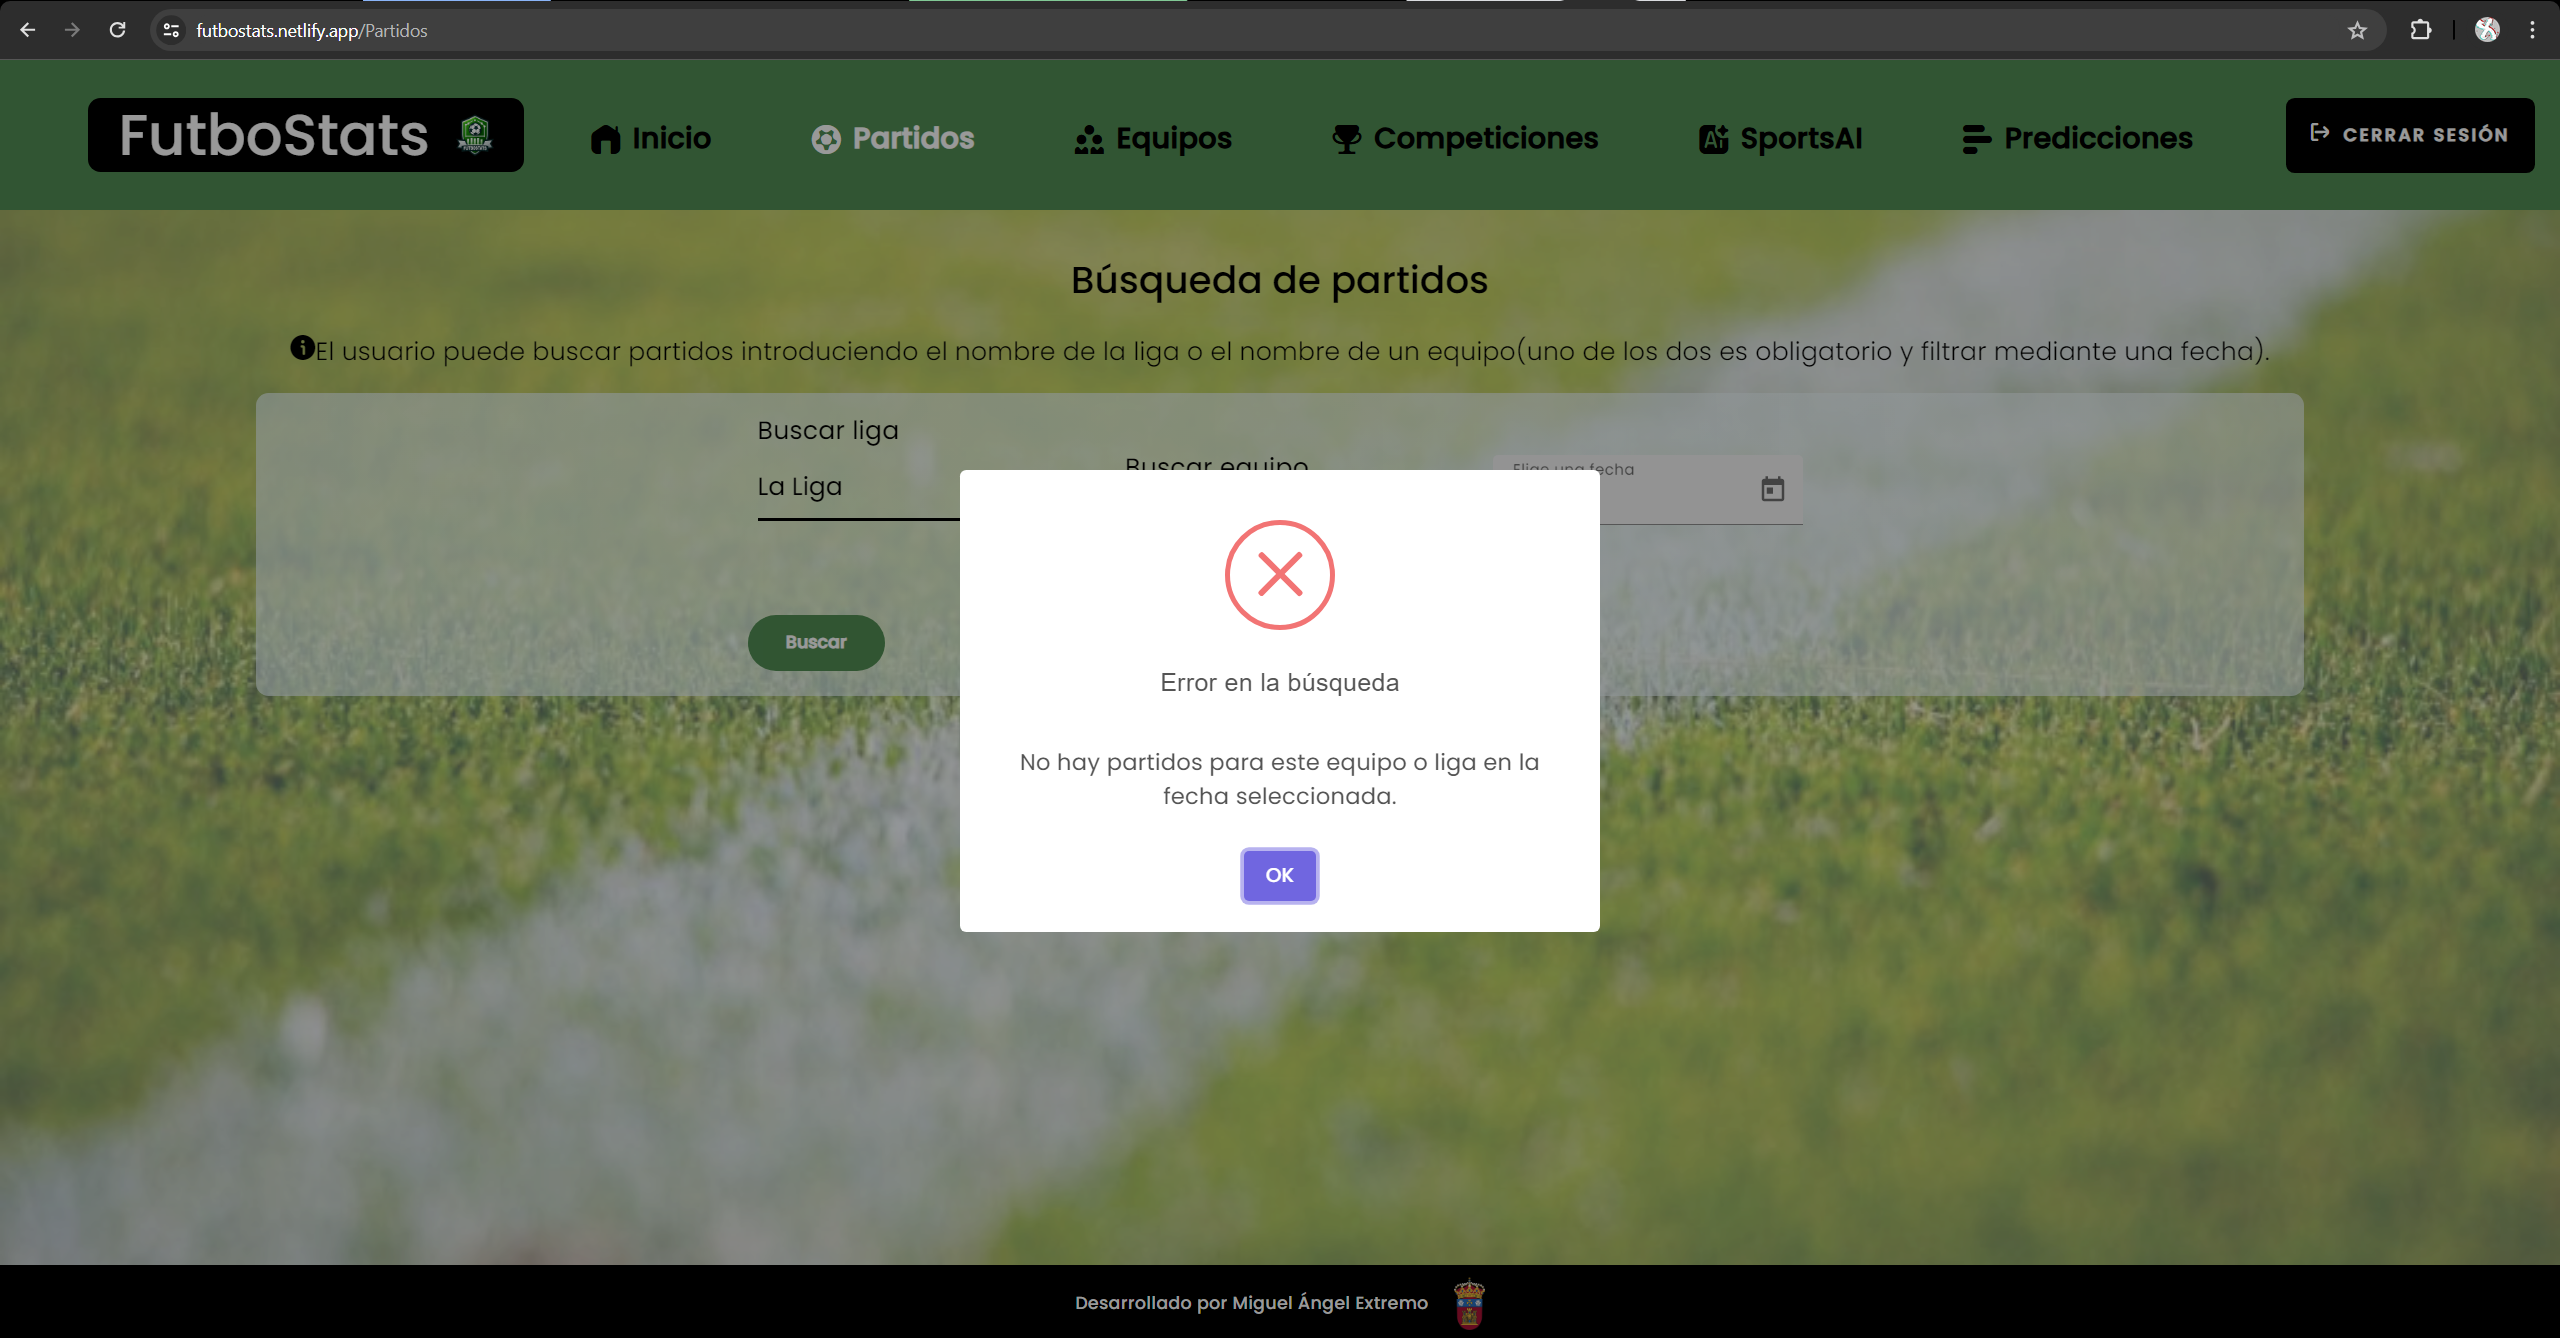 futbostats.netlify.app/Partidos
FutboStats
Inicio
Partidos
Equipos
Competiciones
SportsAI
Predicciones
CERRAR SESIÓN
Búsqueda de partidos
El usuario puede buscar partidos introduciendo el nombre de la liga o el nombre de un equipo(uno de los dos es obligatorio y filtrar mediante una fecha).
Buscar liga
La Liga
Buscar equipo
Elige una fecha
Buscar
Error en la búsqueda
No hay partidos para este equipo o liga en la
fecha seleccionada.
OK
Desarrollado por Miguel Ángel Extremo